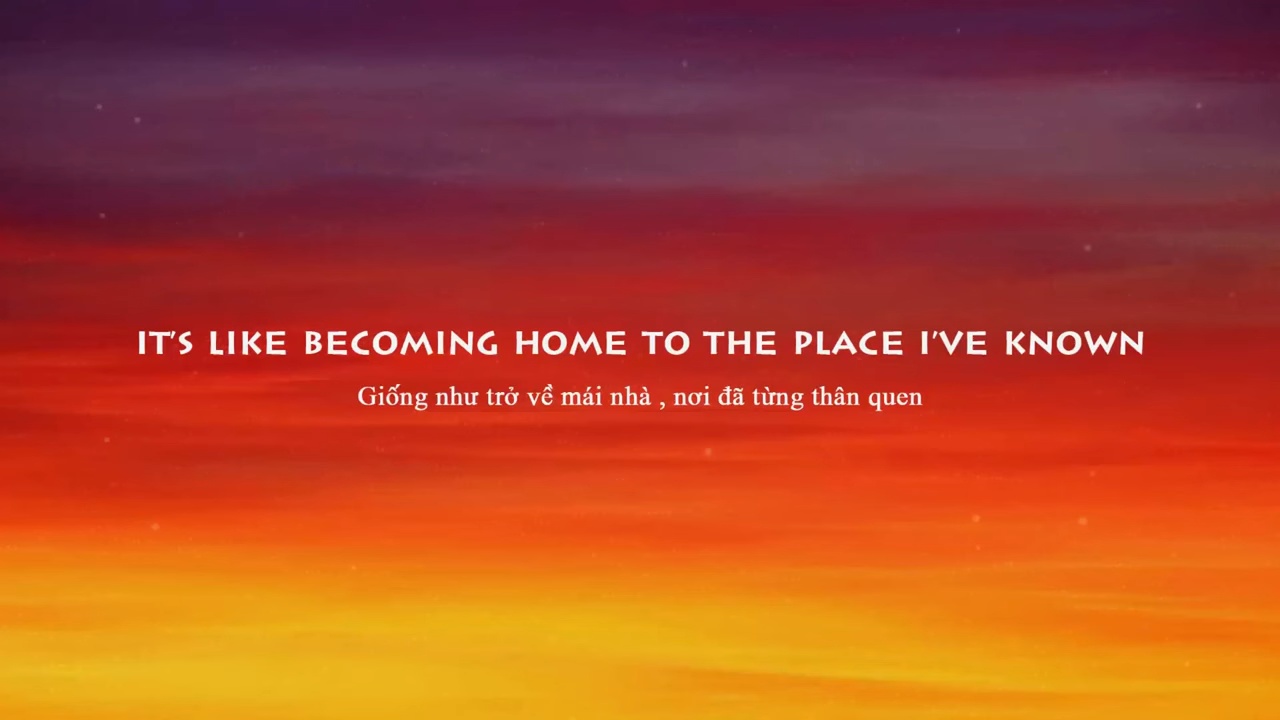 IT'S LIKE BECOMING HOME TO THE PLACE I'VE KNOWN
Giống như trở về mái nhà , nơi đã từng thân quen